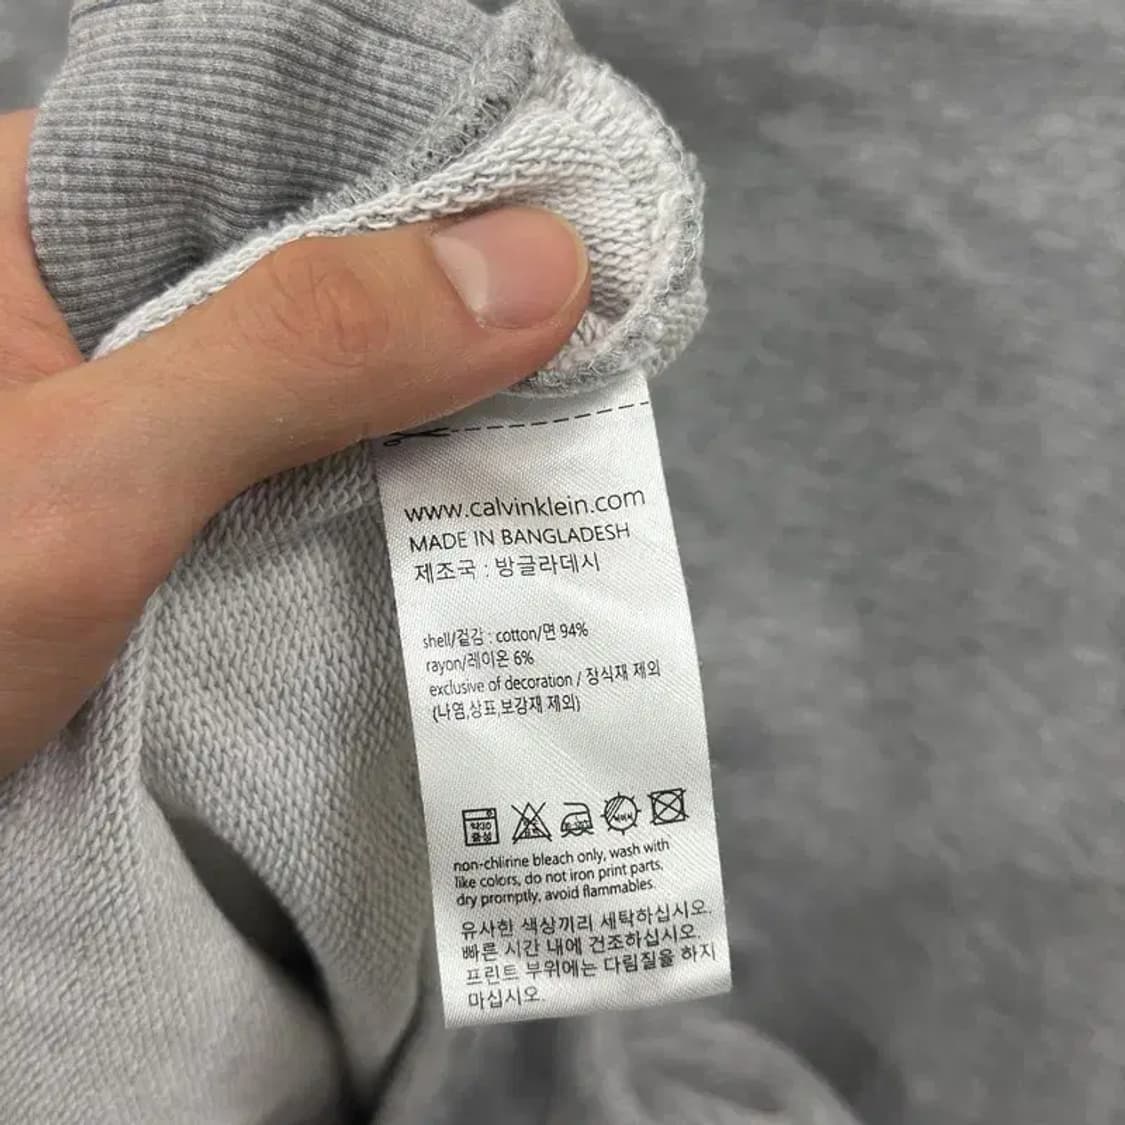 www.calvinklein.com
MADE IN BANGLADESH
제조국 : 방글라데시
shell/겉감 : cotton/면 94%
rayon/레이온 6%
exclusive of decoration / 장식재 제외
(나염,상표,보강재 제외)
약30
중성
non-chlirine bleach only, wash with
like colors, do not iron print parts,
dry promptly, avoid flammables.
유사한 색상끼리 세탁하십시오.
빠른 시간 내에 건조하십시오.
프린트 부위에는 다림질을 하지
마십시오.